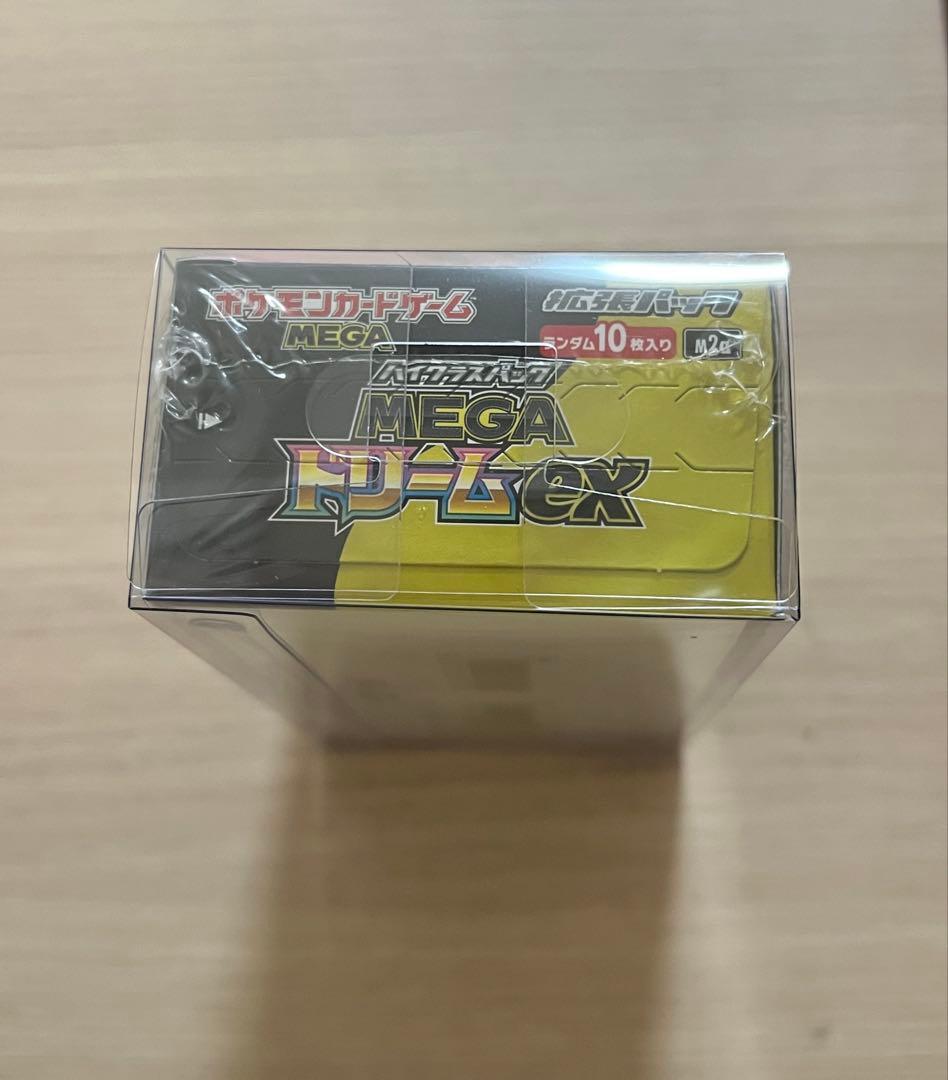 ポケモンカードゲーム
MEGA
拡張パック
ランダム10枚入り
M2a
ハイクラスパック
MEGA
ドリームex